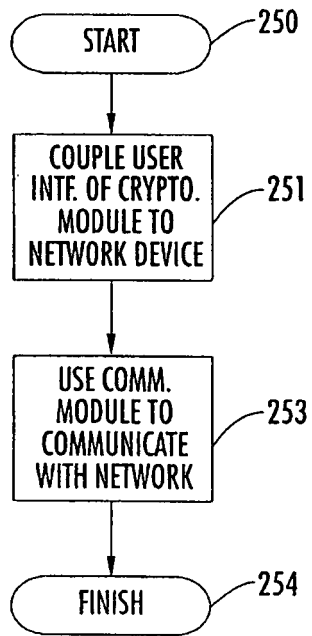 START
250
COUPLE USER
INTF. OF CRYPTO.
MODULE TO
NETWORK DEVICE
251
USE COMM.
MODULE TO
COMMUNICATE
WITH NETWORK
253
FINISH
254